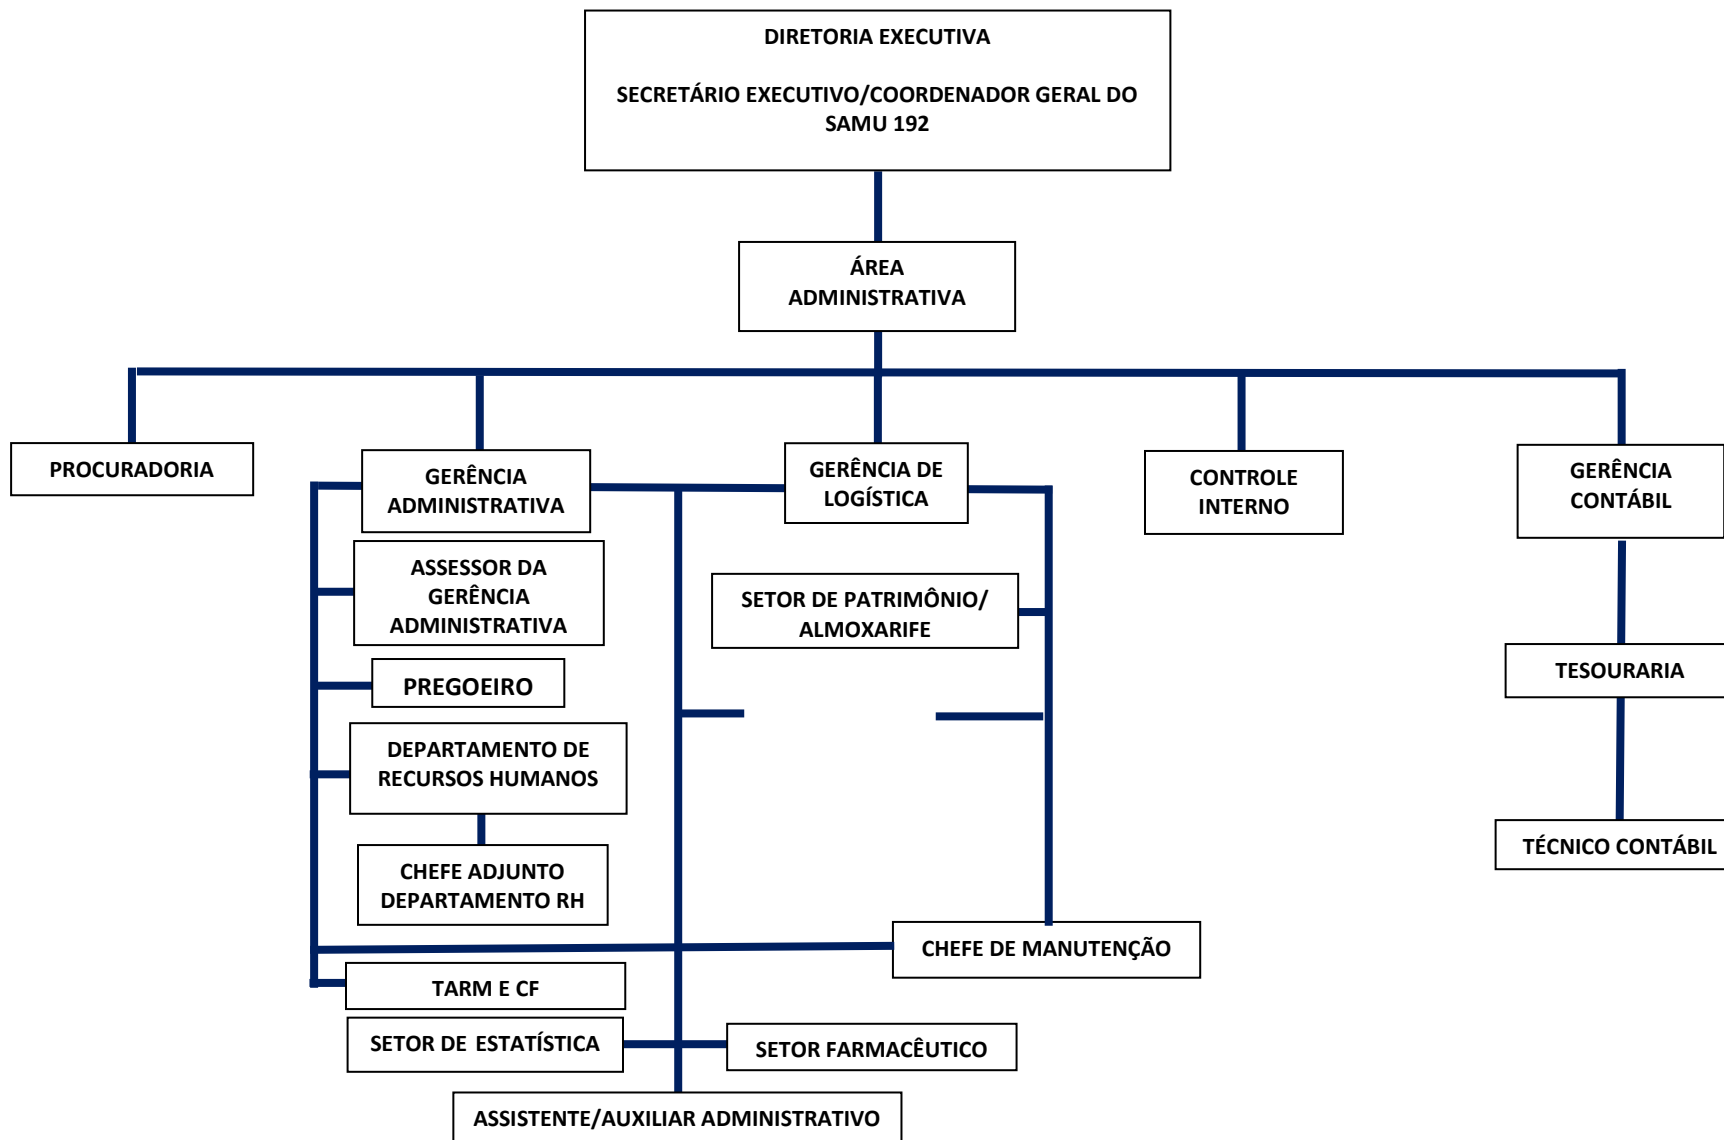 DIRETORIA EXECUTIVA
SECRETÁRIO EXECUTIVO/COORDENADOR GERAL DO
SAMU 192
ÁREA
ADMINISTRATIVA
PROCURADORIA
GERÊNCIA
ADMINISTRATIVA
GERÊNCIA DE
LOGÍSTICA
CONTROLE
INTERNO
GERÊNCIA
CONTÁBIL
ASSESSOR DA
GERÊNCIA
ADMINISTRATIVA
SETOR DE PATRIMÔNIO/
ALMOXARIFE
PREGOEIRO
TESOURARIA
DEPARTAMENTO DE
RECURSOS HUMANOS
CHEFE ADJUNTO
DEPARTAMENTO RH
TÉCNICO CONTÁBIL
CHEFE DE MANUTENÇÃO
TARM E CF
SETOR DE ESTATÍSTICA
SETOR FARMACÊUTICO
ASSISTENTE/AUXILIAR ADMINISTRATIVO